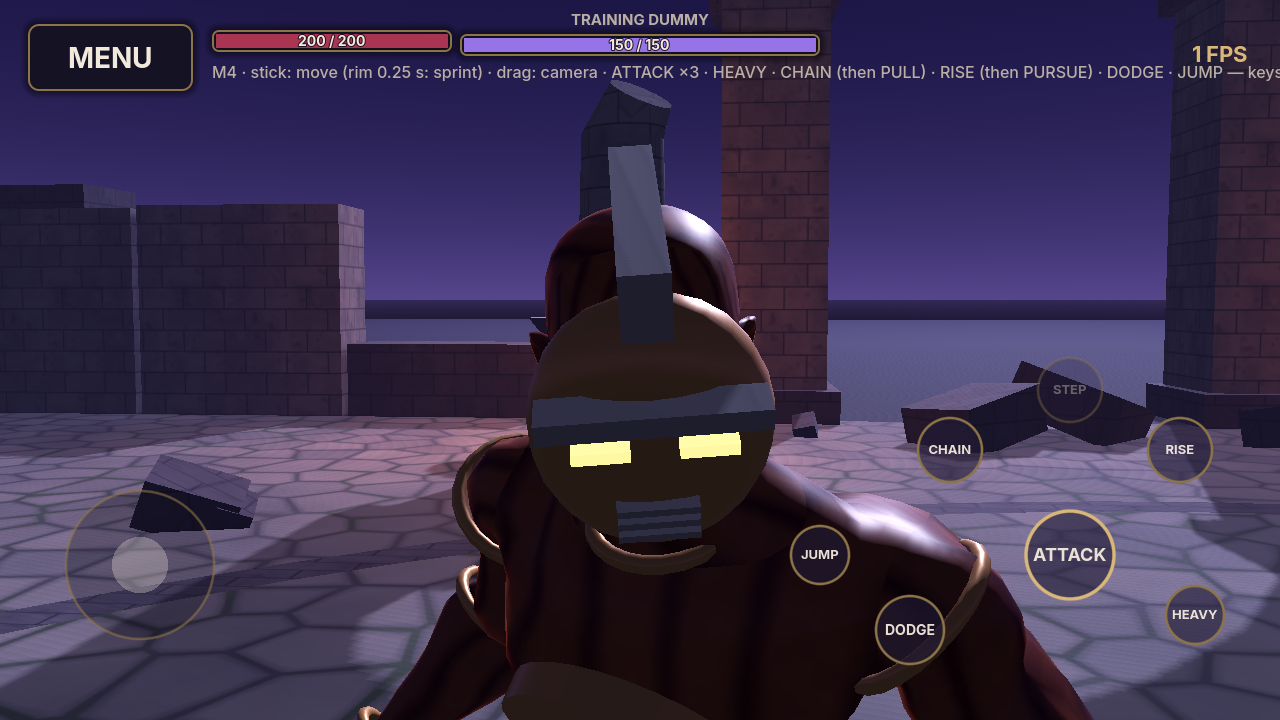 TRAINING DUMMY
MENU
200 / 200
150 / 150
1 FPS
M4 · stick: move (rim 0.25 s: sprint) · drag: camera · ATTACK ×3 · HEAVY · CHAIN (then PULL) · RISE (then PURSUE) · DODGE · JUMP — keys
STEP
CHAIN
RISE
JUMP
ATTACK
HEAVY
DODGE